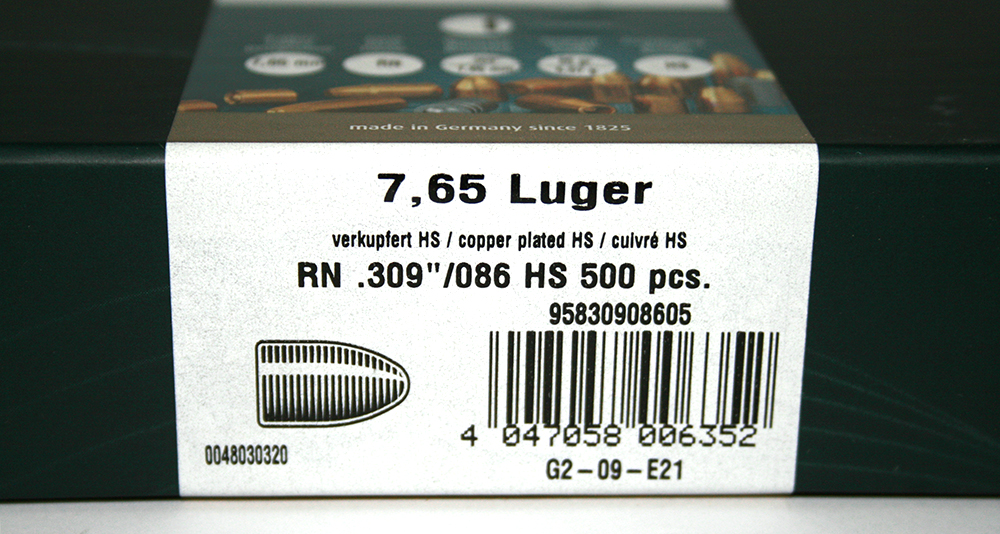 made in Germany since 1825
7,65 Luger
verkupfert HS / copper plated HS / cuivré HS
RN .309"/086 HS 500 pcs.
95830908605
4 047058 006352
0048030320
G2-09-E21